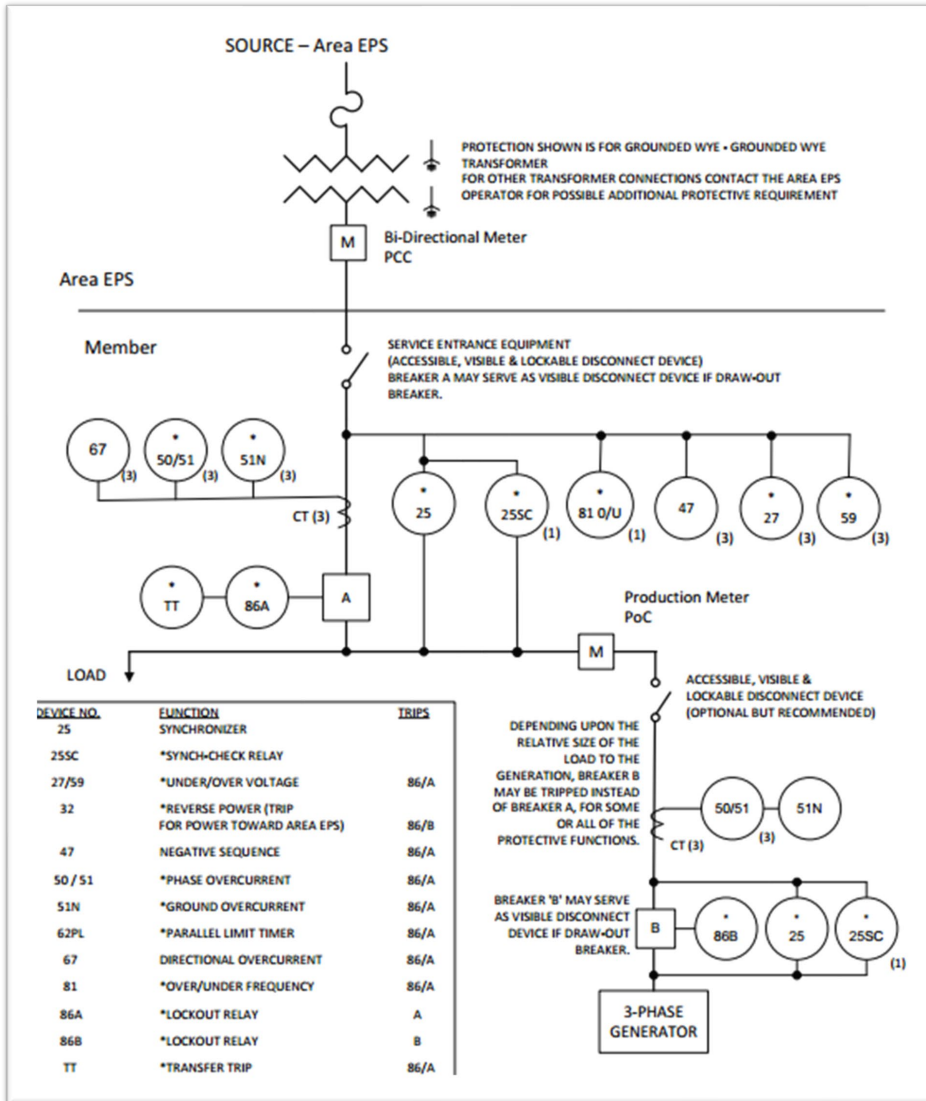 SOURCE – Area EPS
PROTECTION SHOWN IS FOR GROUNDED WYE - GROUNDED WYE
TRANSFORMER
FOR OTHER TRANSFORMER CONNECTIONS CONTACT THE AREA EPS
OPERATOR FOR POSSIBLE ADDITIONAL PROTECTIVE REQUIREMENT
M
Bi-Directional Meter
PCC
Area EPS
Member
SERVICE ENTRANCE EQUIPMENT
(ACCESSIBLE, VISIBLE & LOCKABLE DISCONNECT DEVICE)
BREAKER A MAY SERVE AS VISIBLE DISCONNECT DEVICE IF DRAW-OUT
BREAKER.
67
(3)
*
50/51
(3)
*
51N
(3)
CT (3)
*
25
*
25SC
(1)
*
81 0/U
(1)
47
(3)
*
27
(3)
*
59
(3)
*
TT
*
86A
A
Production Meter
PoC
M
LOAD
ACCESSIBLE, VISIBLE &
LOCKABLE DISCONNECT DEVICE
(OPTIONAL BUT RECOMMENDED)
DEPENDING UPON THE
RELATIVE SIZE OF THE
LOAD TO THE
GENERATION, BREAKER B
MAY BE TRIPPED INSTEAD
OF BREAKER A, FOR SOME
OR ALL OF THE
PROTECTIVE FUNCTIONS.
CT (3)
50/51
(3)
51N
BREAKER 'B' MAY SERVE
AS VISIBLE DISCONNECT
DEVICE IF DRAW-OUT
BREAKER.
B
*
86B
*
25
*
25SC
(1)
3-PHASE
GENERATOR
DEVICE NO. FUNCTION TRIPS
25 SYNCHRONIZER
25SC *SYNCH-CHECK RELAY
27/59 *UNDER/OVER VOLTAGE 86/A
32 *REVERSE POWER (TRIP
FOR POWER TOWARD AREA EPS) 86/B
47 NEGATIVE SEQUENCE 86/A
50 / 51 *PHASE OVERCURRENT 86/A
51N *GROUND OVERCURRENT 86/A
62PL *PARALLEL LIMIT TIMER 86/A
67 DIRECTIONAL OVERCURRENT 86/A
81 *OVER/UNDER FREQUENCY 86/A
86A *LOCKOUT RELAY A
86B *LOCKOUT RELAY B
TT *TRANSFER TRIP 86/A